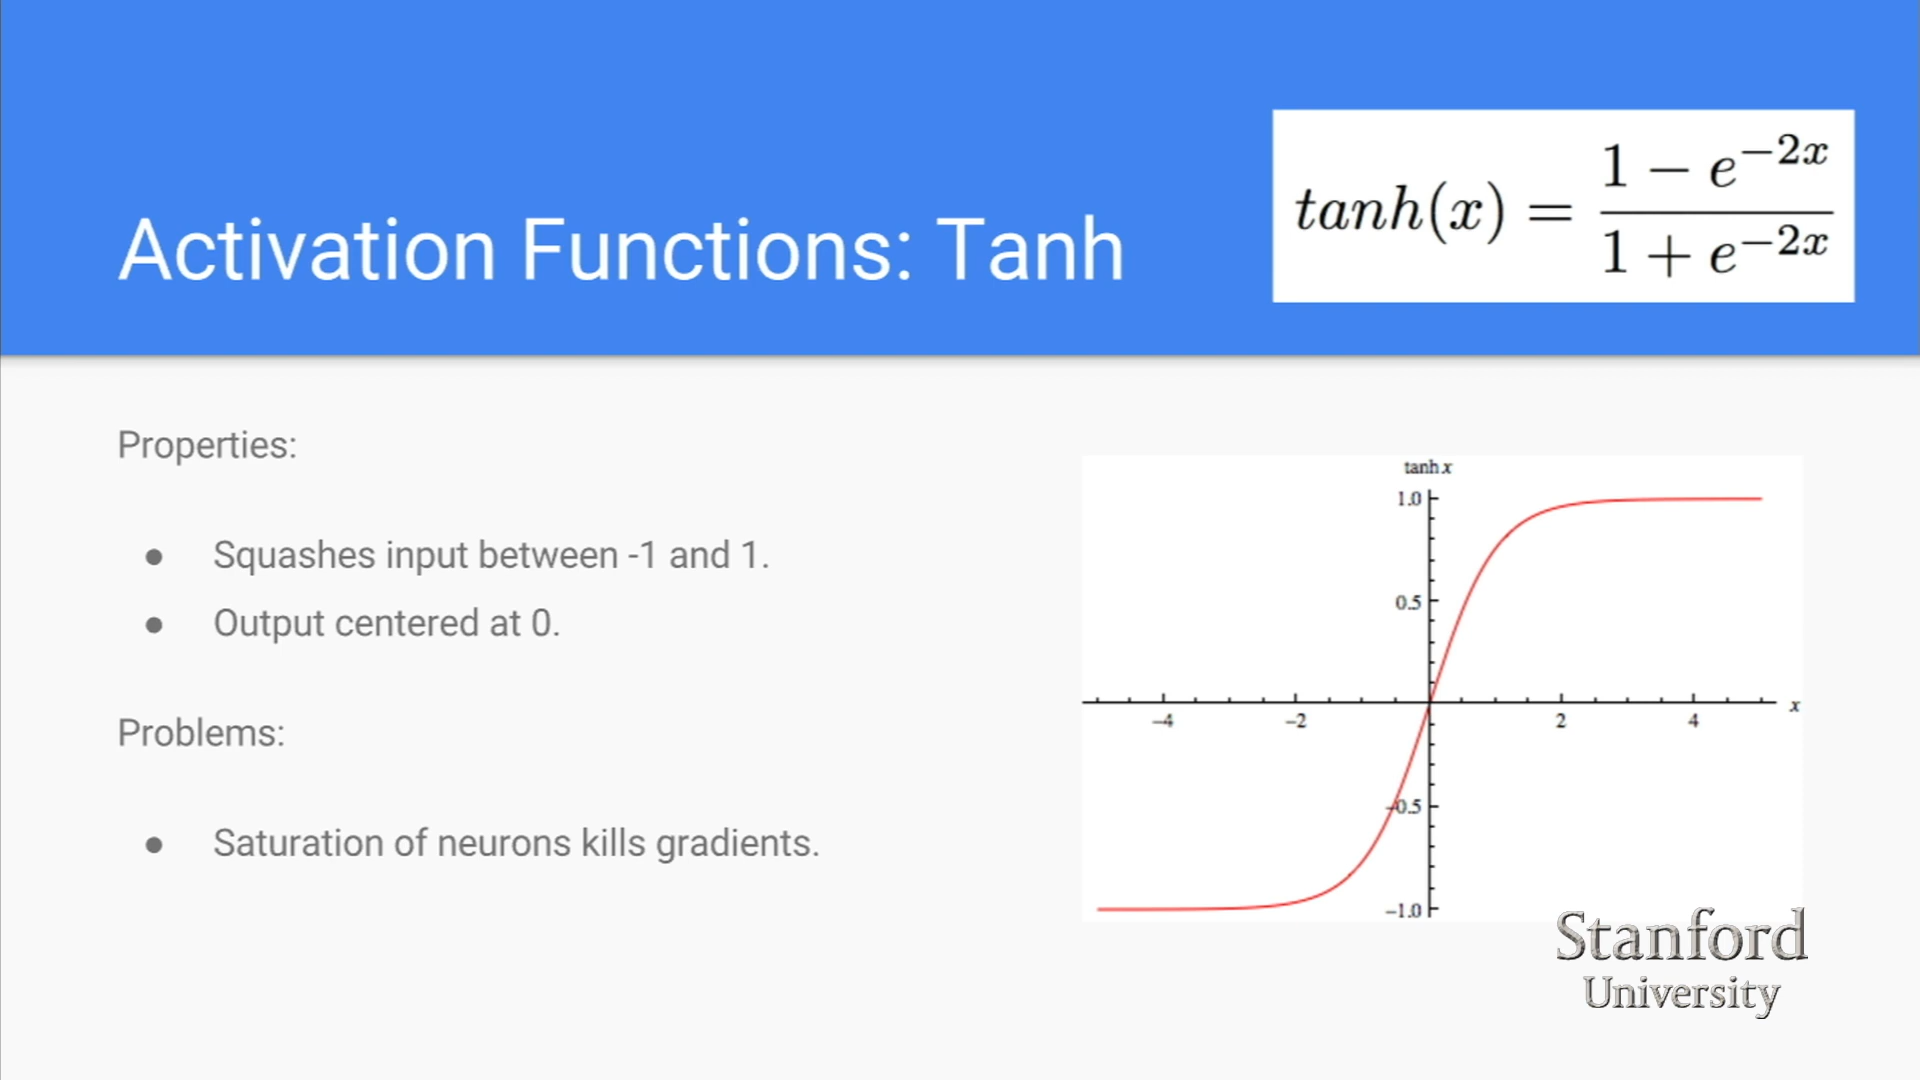 Activation Functions: Tanh
tanh(x) = \frac{1 - e^{-2x}}{1 + e^{-2x}}
Properties:
● Squashes input between -1 and 1.
● Output centered at 0.
Problems:
● Saturation of neurons kills gradients.
tanh x
1.0
0.5
−4 −2 2 4 x
−0.5
−1.0
Stanford
University